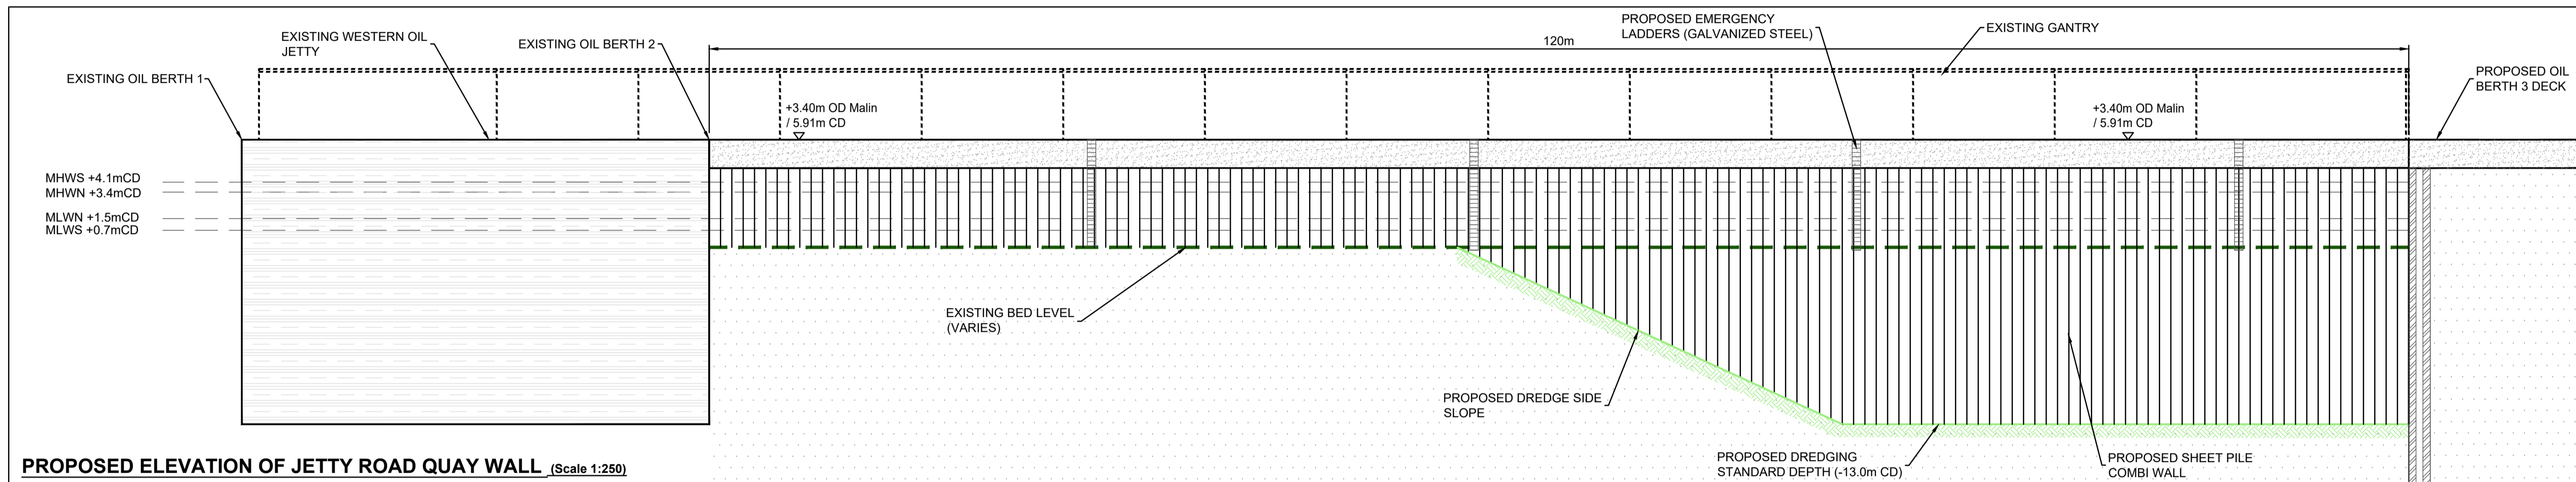 PROPOSED EMERGENCY
LADDERS (GALVANIZED STEEL)
EXISTING GANTRY
EXISTING WESTERN OIL
JETTY
EXISTING OIL BERTH 2
120m
EXISTING OIL BERTH 1
PROPOSED OIL
BERTH 3 DECK
+3.40m OD Malin
/ 5.91m CD
+3.40m OD Malin
/ 5.91m CD
MHWS +4.1mCD
MHWN +3.4mCD
MLWN +1.5mCD
MLWS +0.7mCD
EXISTING BED LEVEL
(VARIES)
PROPOSED DREDGE SIDE
SLOPE
PROPOSED DREDGING
STANDARD DEPTH (-13.0m CD)
PROPOSED SHEET PILE
COMBI WALL
PROPOSED ELEVATION OF JETTY ROAD QUAY WALL (Scale 1:250)